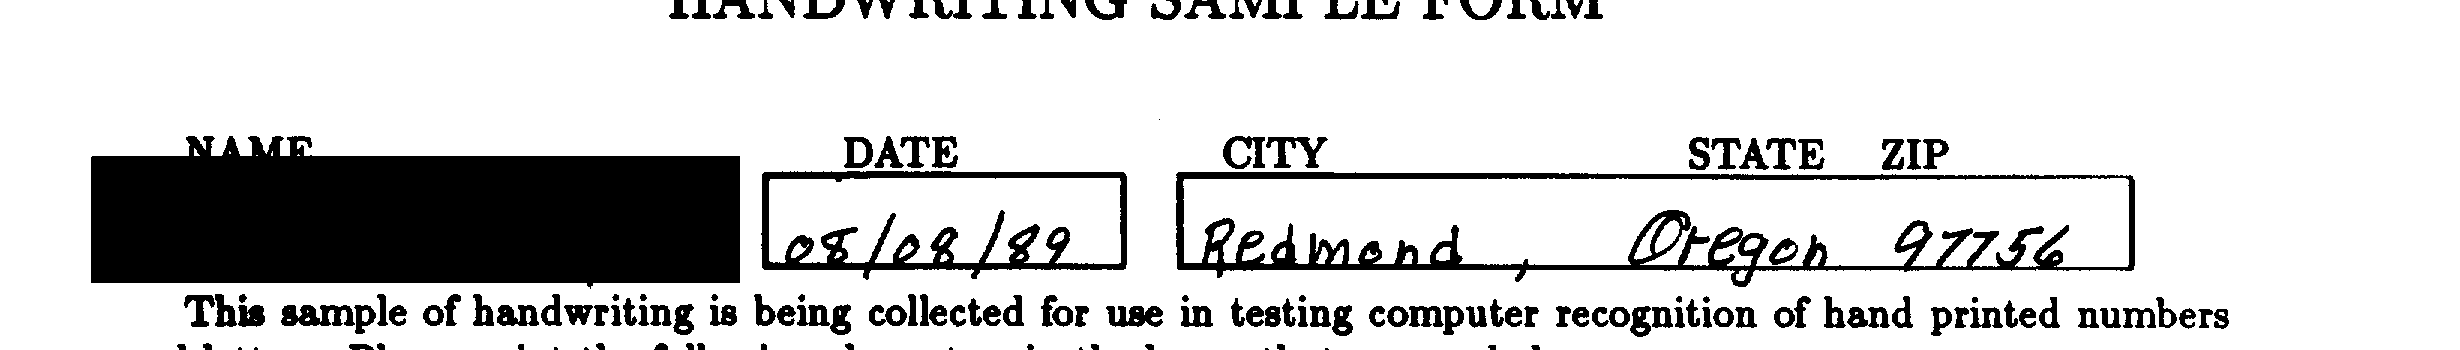 HANDWRITING SAMPLE FORM
NAME DATE CITY STATE ZIP
08/08/89 Redmond, Oregon 97756
This sample of handwriting is being collected for use in testing computer recognition of hand printed numbers